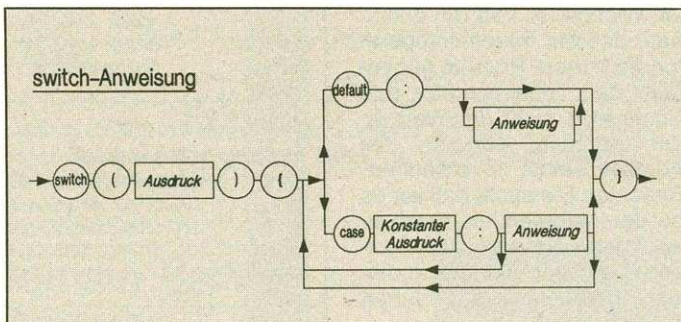 switch-Anweisung
default :
Anweisung
switch ( Ausdruck ) { }
case Konstanter Ausdruck : Anweisung